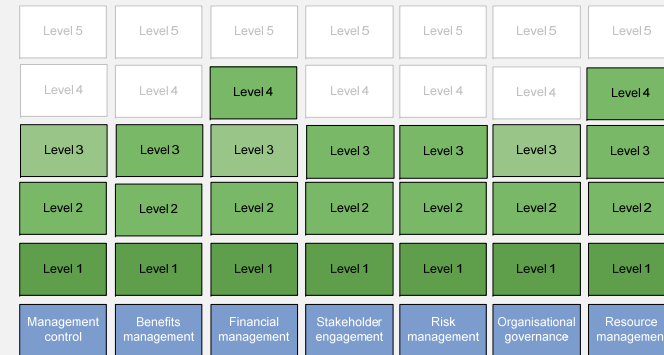 Level 5 Level 5 Level 5 Level 5 Level 5 Level 5 Level 5
Level 4 Level 4 Level 4 Level 4 Level 4 Level 4 Level 4
Level 3 Level 3 Level 3 Level 3 Level 3 Level 3 Level 3
Level 2 Level 2 Level 2 Level 2 Level 2 Level 2 Level 2
Level 1 Level 1 Level 1 Level 1 Level 1 Level 1 Level 1
Management Benefits Financial Stakeholder Risk Organisational Resource
control management management engagement management governance management